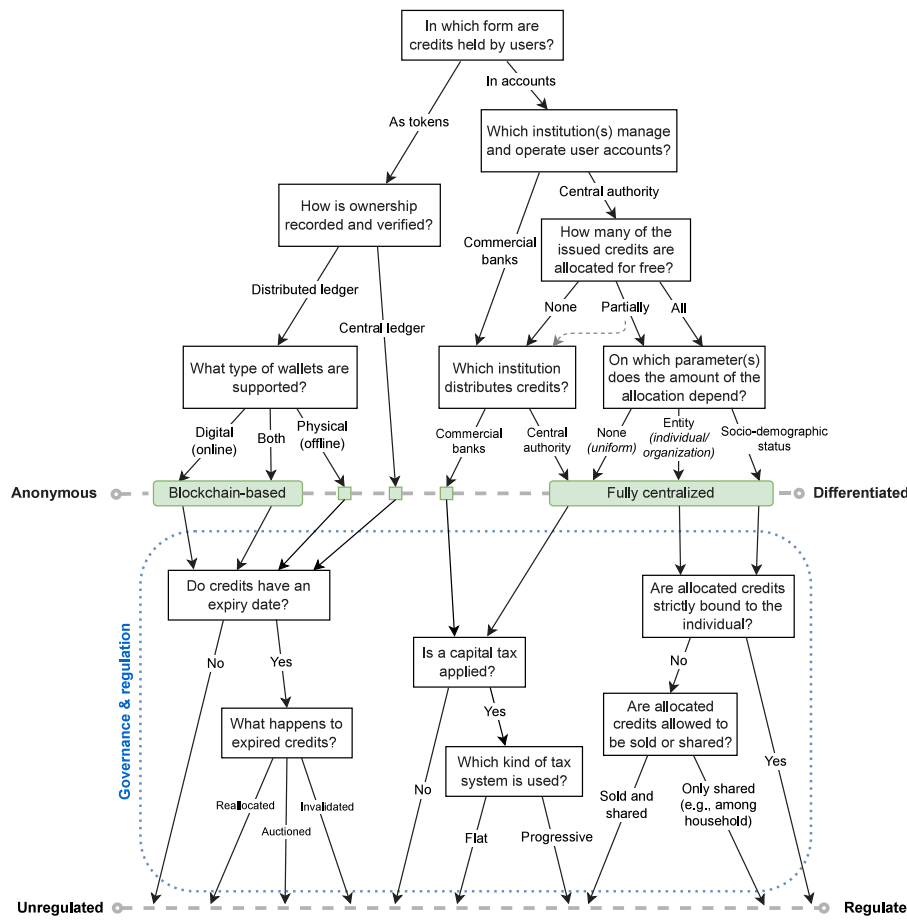 In which form are
credits held by users?
In accounts
As tokens
Which institution(s) manage
and operate user accounts?
Central authority
How is ownership
recorded and verified?
How many of the
issued credits are
allocated for free?
Commercial
banks
Distributed ledger
None
Partially
All
Central ledger
What type of wallets are
supported?
Which institution
distributes credits?
On which parameter(s)
does the amount of the
allocation depend?
Digital
(online)
Both
Physical
(offline)
Commercial
banks
Central
authority
None
(uniform)
Entity
(individual/
organization)
Socio-demographic
status
Anonymous
Blockchain-based
Fully centralized
Differentiated
Governance & regulation
Do credits have an
expiry date?
Are allocated credits
strictly bound to the
individual?
No
Yes
Is a capital tax
applied?
No
What happens to
expired credits?
Yes
Are allocated
credits allowed to
be sold or shared?
Which kind of tax
system is used?
Yes
Reallocated
Auctioned
Invalidated
No
Flat
Progressive
Sold and
shared
Only shared
(e.g., among
household)
Unregulated
Regulate